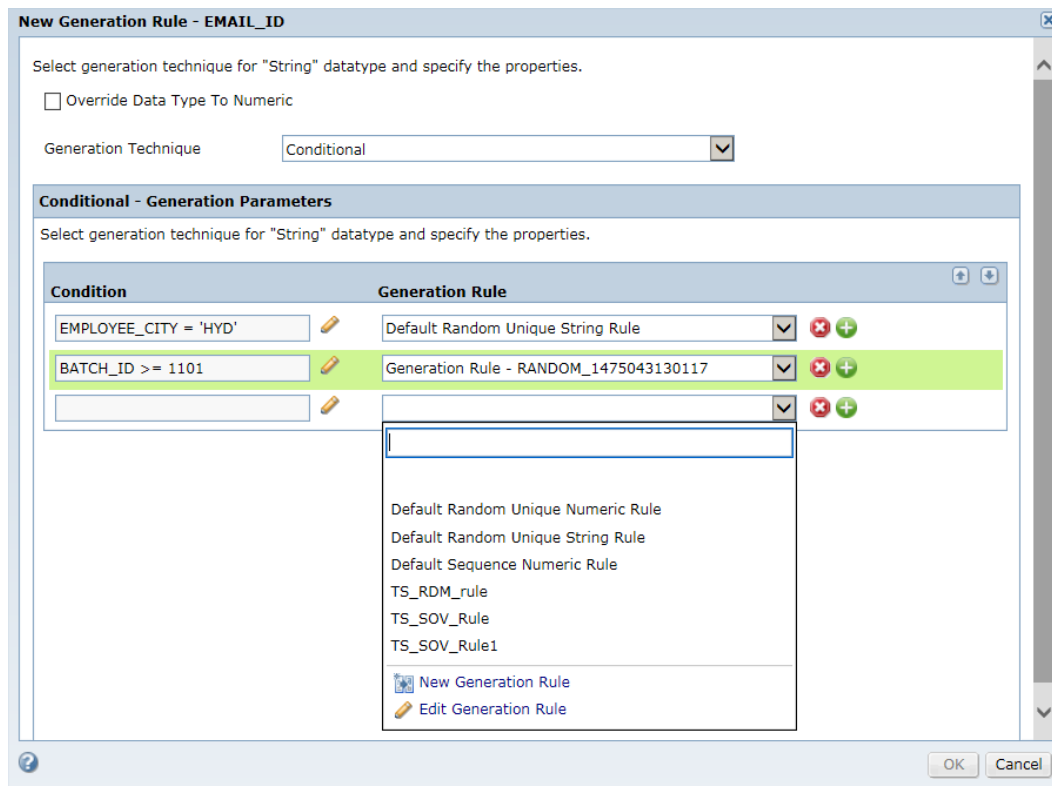 New Generation Rule - EMAIL_ID
Select generation technique for "String" datatype and specify the properties.
Override Data Type To Numeric
Generation Technique Conditional
Conditional - Generation Parameters
Select generation technique for "String" datatype and specify the properties.
Condition Generation Rule
EMPLOYEE_CITY = 'HYD' Default Random Unique String Rule
BATCH_ID >= 1101 Generation Rule - RANDOM_1475043130117
Default Random Unique Numeric Rule
Default Random Unique String Rule
Default Sequence Numeric Rule
TS_RDM_rule
TS_SOV_Rule
TS_SOV_Rule1
New Generation Rule
Edit Generation Rule
OK Cancel